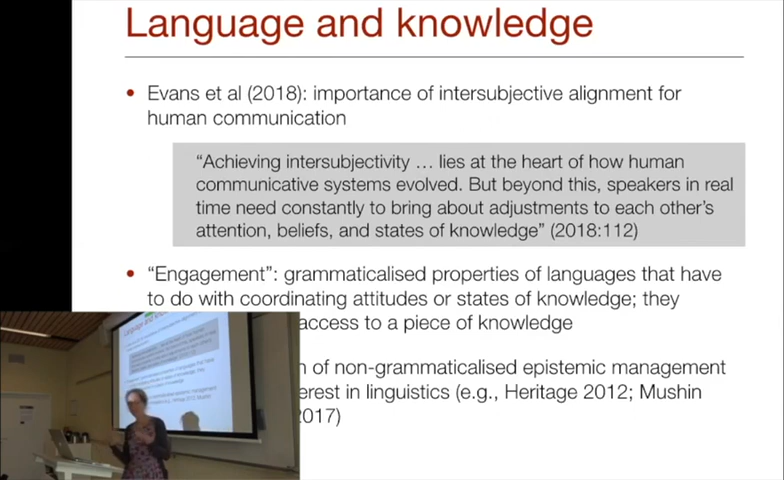 Language and knowledge
• Evans et al (2018): importance of intersubjective alignment for
human communication
“Achieving intersubjectivity … lies at the heart of how human
communicative systems evolved. But beyond this, speakers in real
time need constantly to bring about adjustments to each other’s
attention, beliefs, and states of knowledge” (2018:112)
• “Engagement”: grammaticalised properties of languages that have
to do with coordinating attitudes or states of knowledge; they
access to a piece of knowledge
of non-grammaticalised epistemic management
in linguistics (e.g., Heritage 2012; Mushin